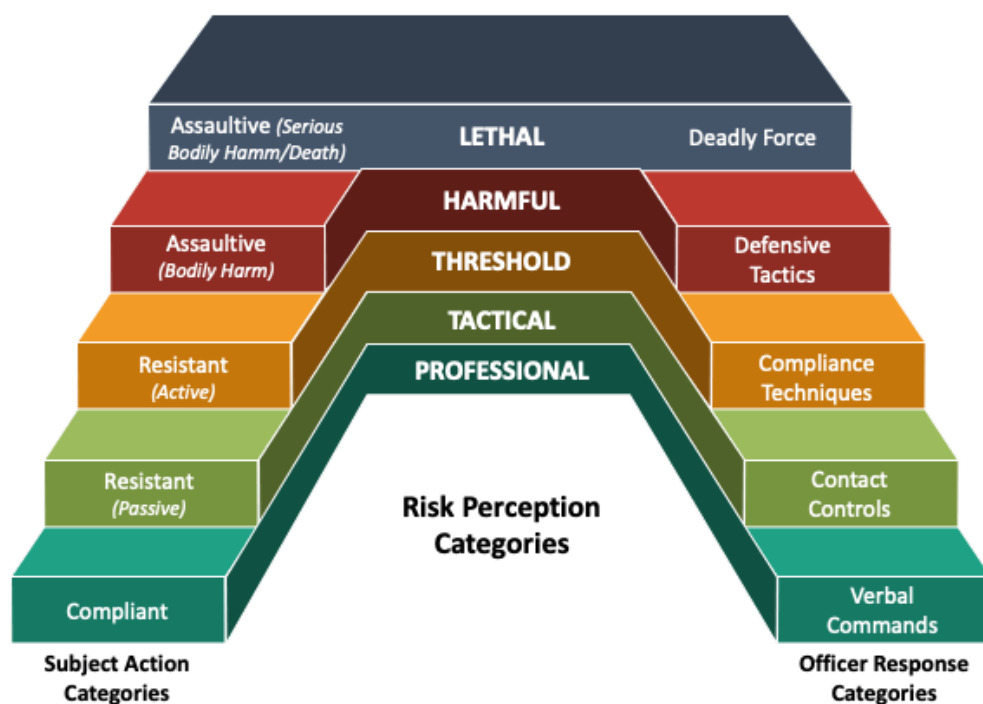 Assaultive (Serious
Bodily Hamm/Death)
LETHAL
Deadly Force
HARMFUL
Assaultive
(Bodily Harm)
Defensive
Tactics
THRESHOLD
Resistant
(Active)
Compliance
Techniques
TACTICAL
PROFESSIONAL
Resistant
(Passive)
Contact
Controls
Risk Perception
Categories
Compliant
Verbal
Commands
Subject Action
Categories
Officer Response
Categories